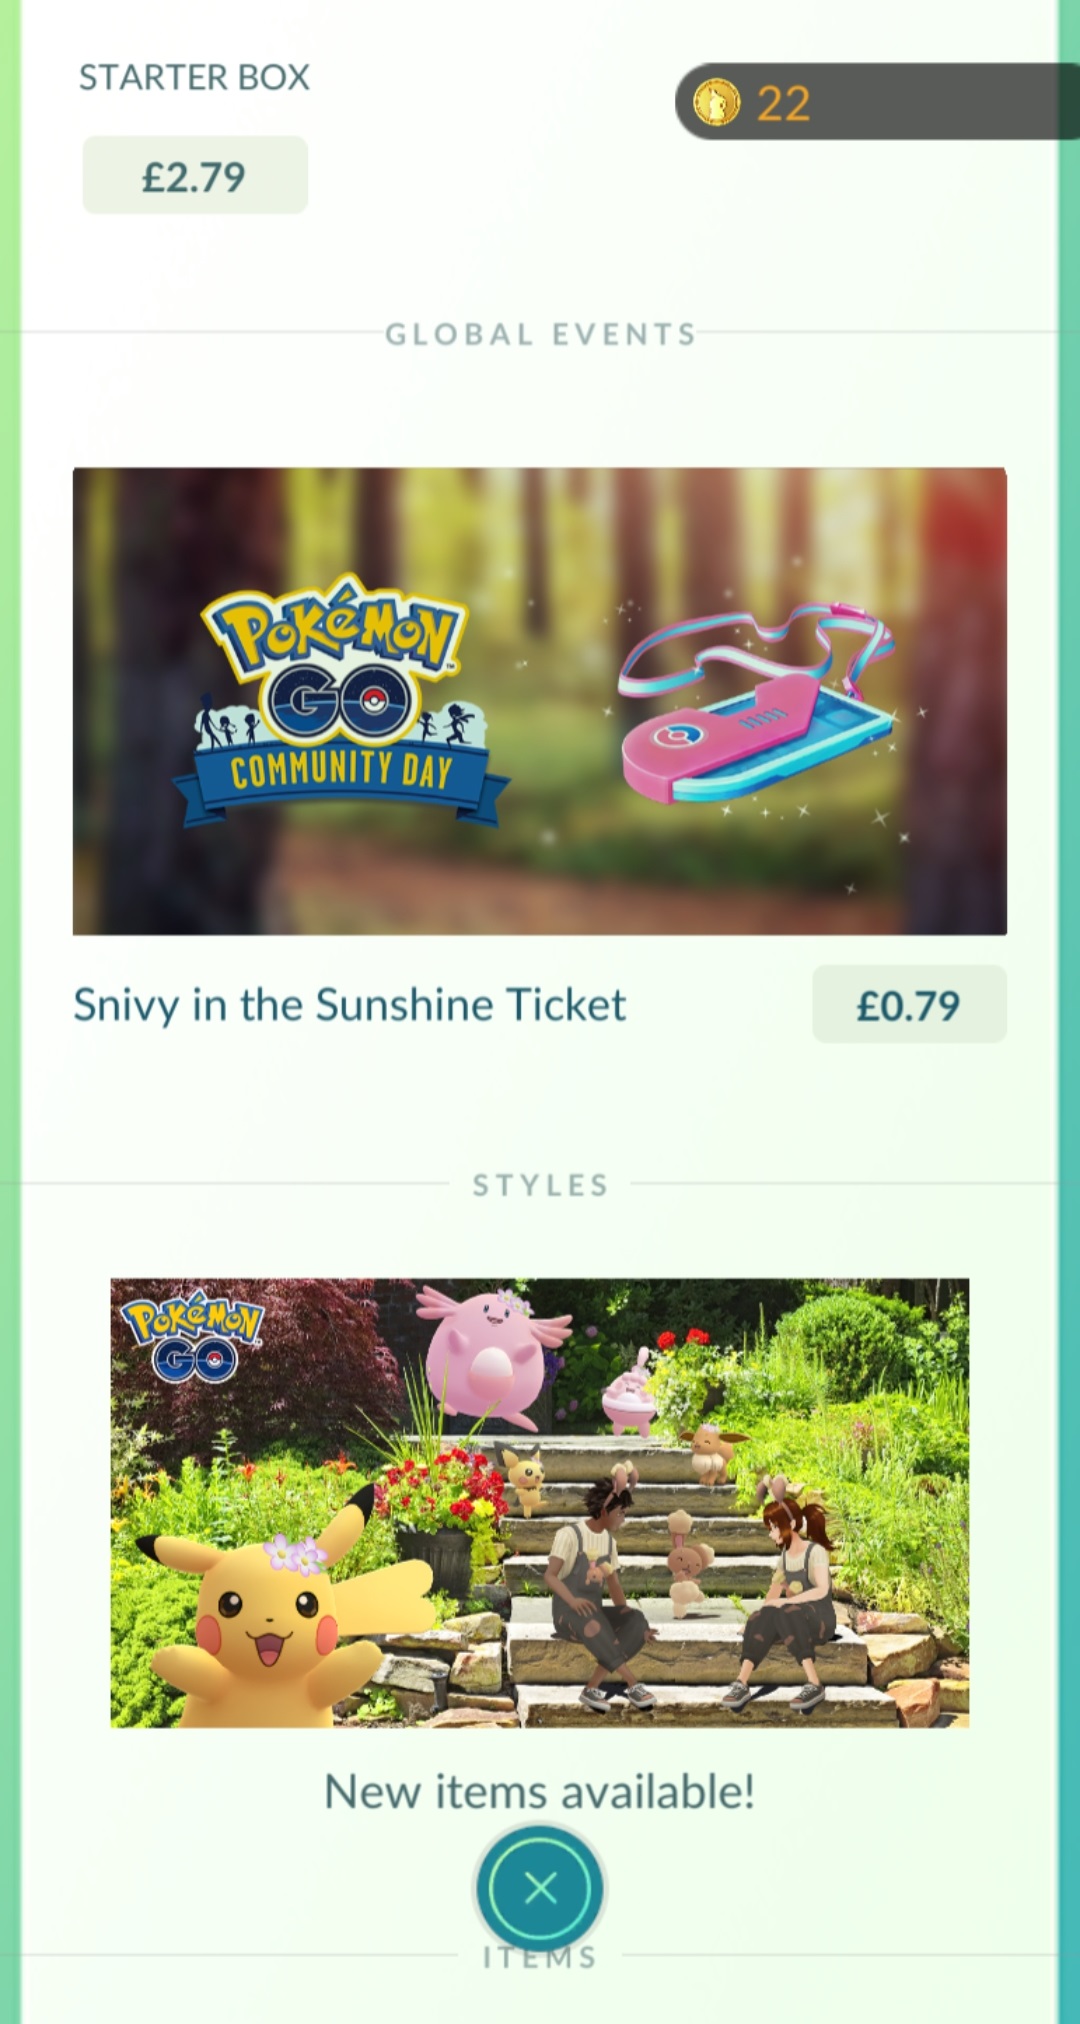 STARTER BOX
22
£2.79
GLOBAL EVENTS
POKÉMON
GO
COMMUNITY DAY
Snivy in the Sunshine Ticket
£0.79
STYLES
POKÉMON
GO
New items available!
ITEMS